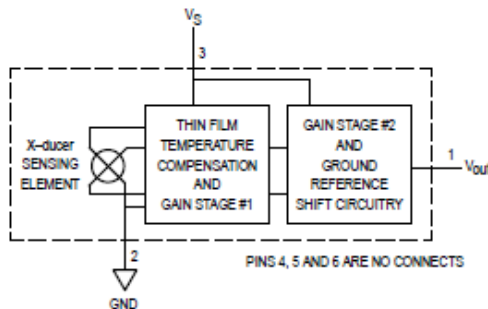 VS
3
X–ducer
SENSING
ELEMENT
THIN FILM
TEMPERATURE
COMPENSATION
AND
GAIN STAGE #1
GAIN STAGE #2
AND
GROUND
REFERENCE
SHIFT CIRCUITRY
1
Vout
2
GND
PINS 4, 5 AND 6 ARE NO CONNECTS